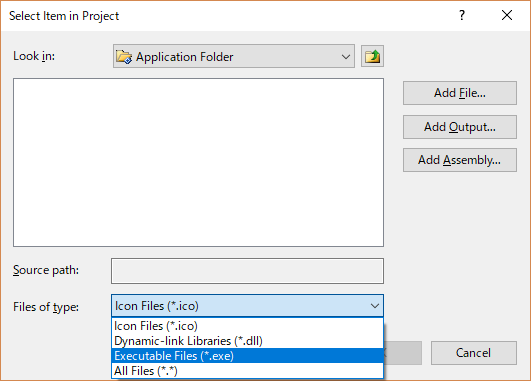 Select Item in Project
Look in:
Application Folder
Add File...
Add Output...
Add Assembly...
Source path:
Files of type:
Icon Files (*.ico)
Icon Files (*.ico)
Dynamic-link Libraries (*.dll)
Executable Files (*.exe)
All Files (*.*)
Cancel